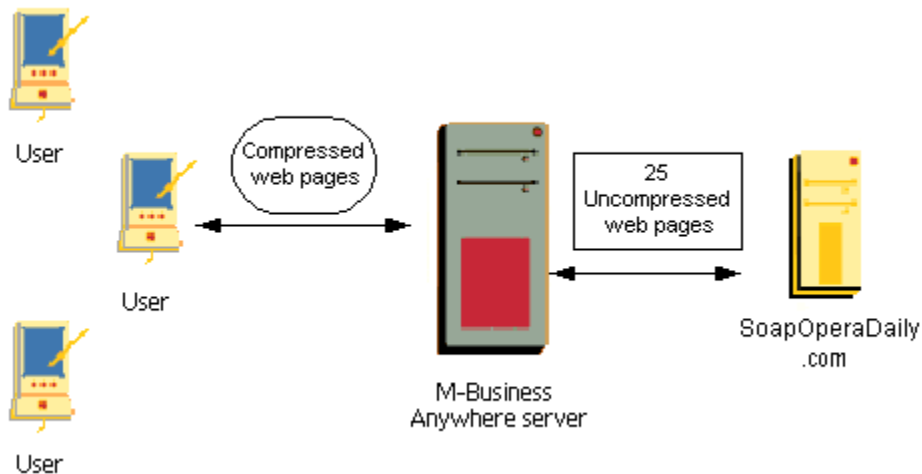 User
Compressed
web pages
User
User
25
Uncompressed
web pages
M-Business
Anywhere server
SoapOperaDaily
.com